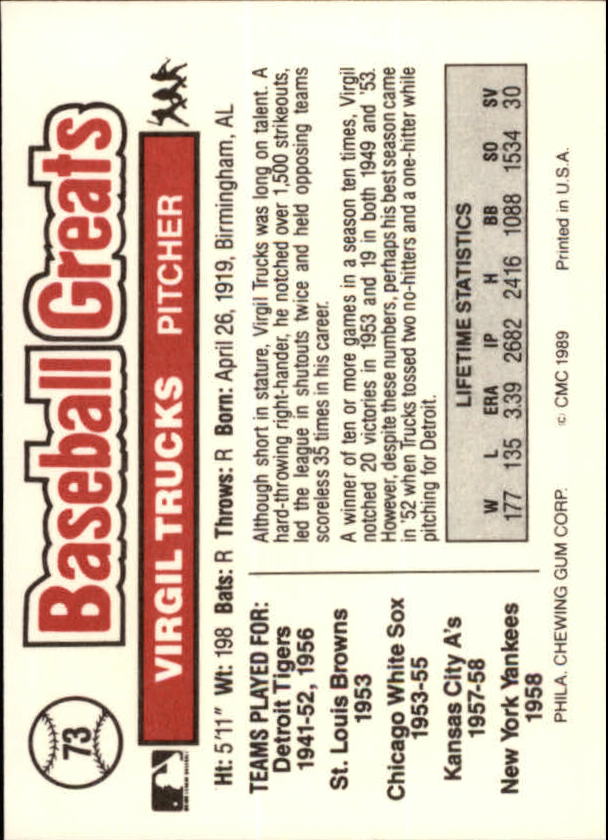 73
Baseball Greats
VIRGIL TRUCKS PITCHER
Ht: 5'11" Wt: 198 Bats: R Throws: R Born: April 26, 1919, Birmingham, AL
TEAMS PLAYED FOR:
Detroit Tigers
1941-52, 1956
St. Louis Browns
1953
Chicago White Sox
1953-55
Kansas City A's
1957-58
New York Yankees
1958
Although short in stature, Virgil Trucks was long on talent. A
hard-throwing right-hander, he notched over 1,500 strikeouts,
led the league in shutouts twice and held opposing teams
scoreless 35 times in his career.
A winner of ten or more games in a season ten times, Virgil
notched 20 victories in 1953 and 19 in both 1949 and '53.
However, despite these numbers, perhaps his best season came
in '52 when Trucks tossed two no-hitters and a one-hitter while
pitching for Detroit.
LIFETIME STATISTICS
W L ERA IP H BB SO SV
177 135 3.39 2682 2416 1088 1534 30
PHILA. CHEWING GUM CORP. © CMC 1989 Printed in U.S.A.